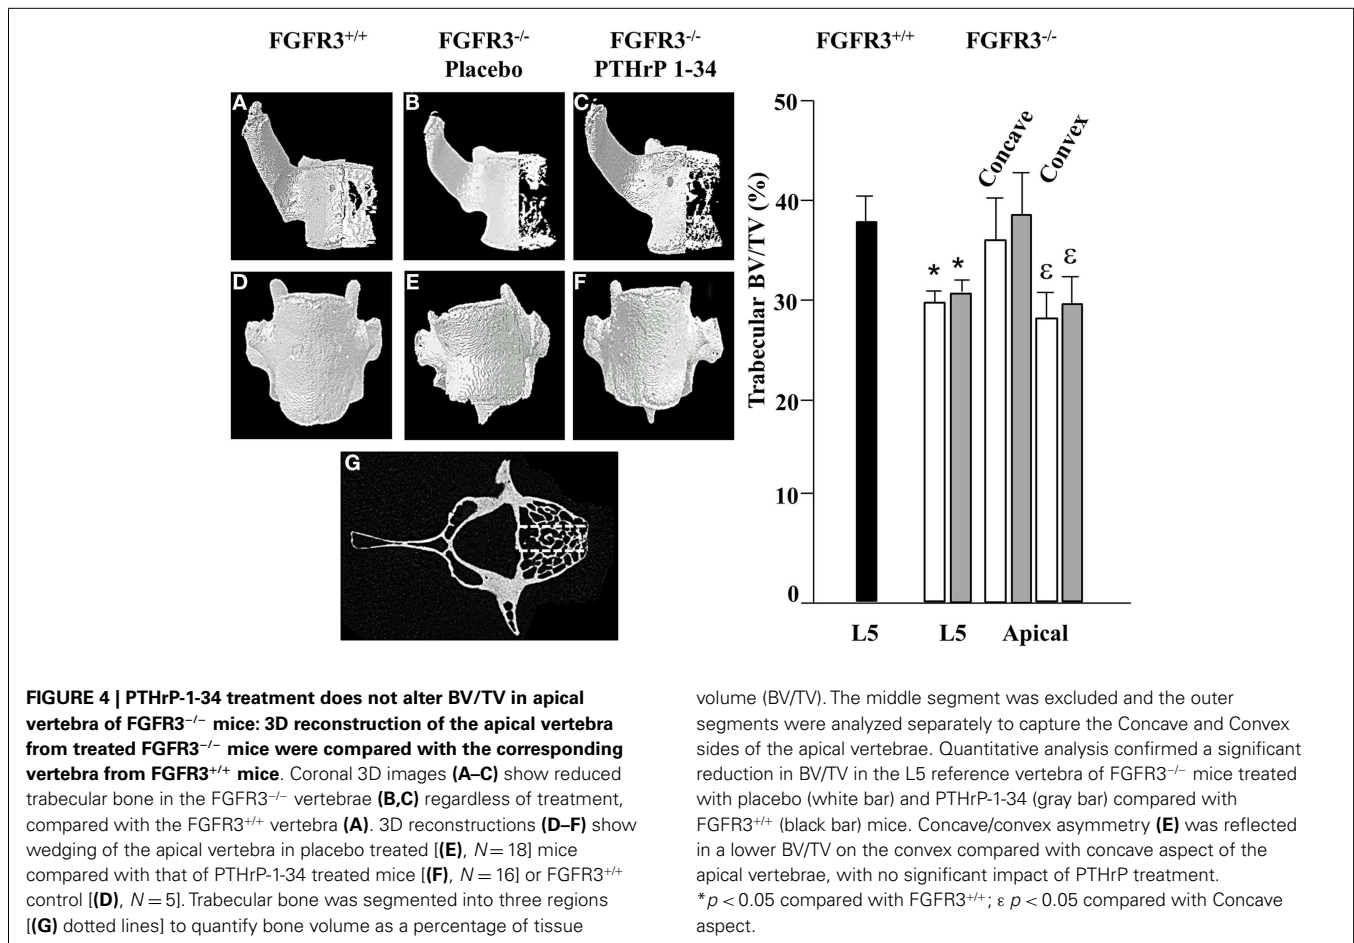 FGFR3+/+
FGFR3-/-
Placebo
FGFR3-/-
PTHrP 1-34
A
B
C
D
E
F
G
FGFR3+/+
FGFR3-/-
Trabecular BV/TV (%)
50
40
30
20
10
0
Concave
Convex
*
*
ε
ε
L5
L5
Apical
FIGURE 4 | PTHrP-1-34 treatment does not alter BV/TV in apical
vertebra of FGFR3−/− mice: 3D reconstruction of the apical vertebra
from treated FGFR3−/− mice were compared with the corresponding
vertebra from FGFR3+/+ mice. Coronal 3D images (A–C) show reduced
trabecular bone in the FGFR3−/− vertebrae (B,C) regardless of treatment,
compared with the FGFR3+/+ vertebra (A). 3D reconstructions (D–F) show
wedging of the apical vertebra in placebo treated [(E), N = 18] mice
compared with that of PTHrP-1-34 treated mice [(F), N = 16] or FGFR3+/+
control [(D), N = 5]. Trabecular bone was segmented into three regions
[(G) dotted lines] to quantify bone volume as a percentage of tissue
volume (BV/TV). The middle segment was excluded and the outer
segments were analyzed separately to capture the Concave and Convex
sides of the apical vertebrae. Quantitative analysis confirmed a significant
reduction in BV/TV in the L5 reference vertebra of FGFR3−/− mice treated
with placebo (white bar) and PTHrP-1-34 (gray bar) compared with
FGFR3+/+ (black bar) mice. Concave/convex asymmetry (E) was reflected
in a lower BV/TV on the convex compared with concave aspect of the
apical vertebrae, with no significant impact of PTHrP treatment.
*p < 0.05 compared with FGFR3+/+; ε p < 0.05 compared with Concave
aspect.